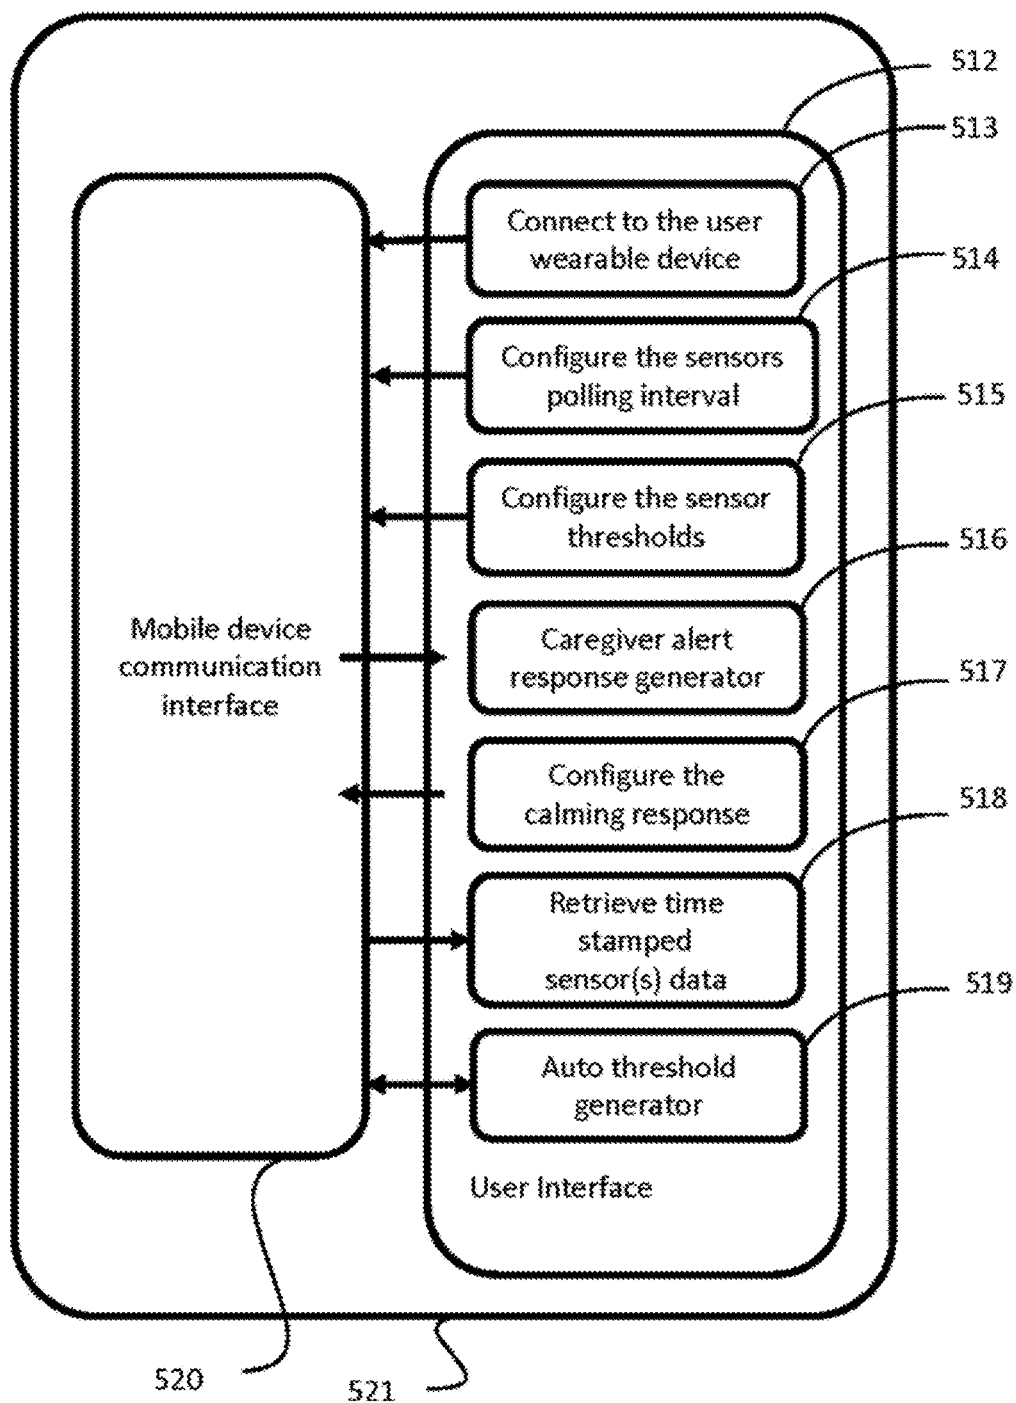 512
513
Connect to the user
wearable device
514
Configure the sensors
polling interval
515
Configure the sensor
thresholds
516
Caregiver alert
response generator
Mobile device
communication
interface
517
Configure the
calming response
518
Retrieve time
stamped
sensor(s) data
519
Auto threshold
generator
User Interface
520
521